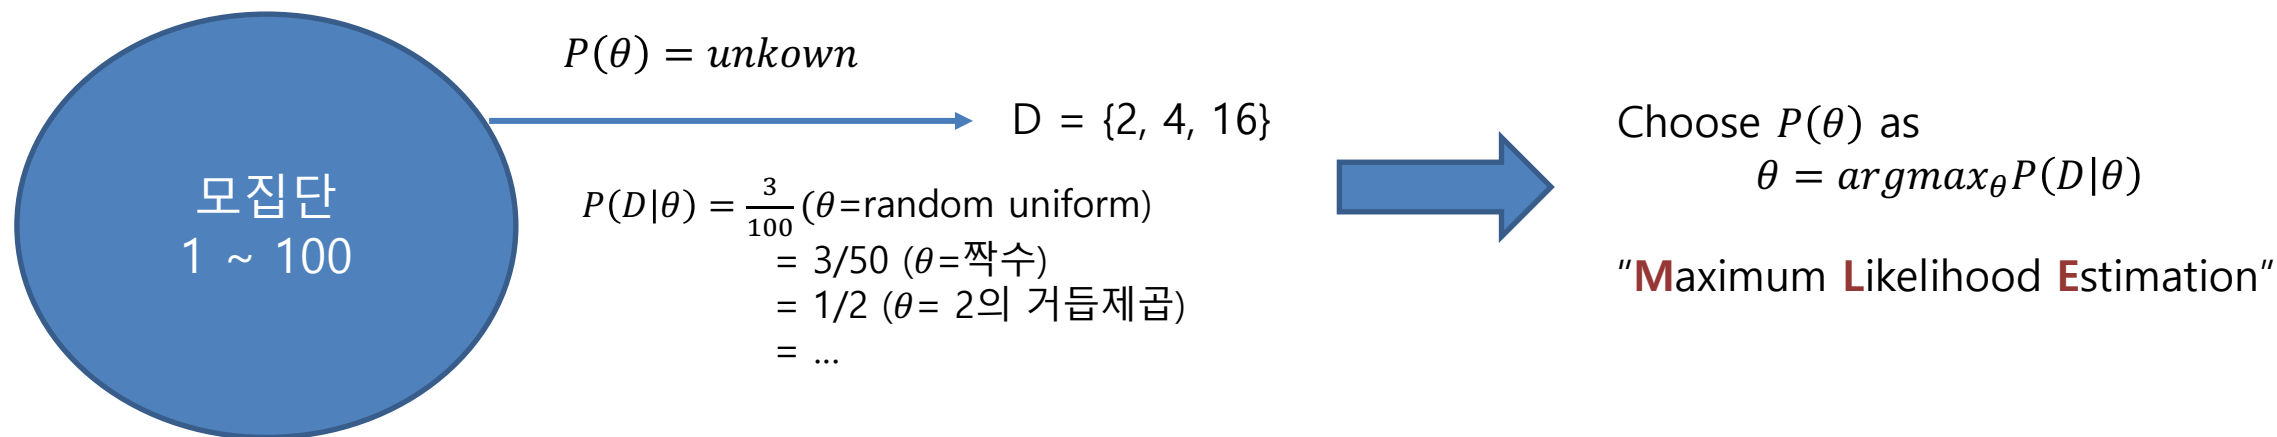 모집단
1 ~ 100
P(θ) = unkown
D = {2, 4, 16}
P(D|θ) = 3/100 (θ=random uniform)
= 3/50 (θ=짝수)
= 1/2 (θ= 2의 거듭제곱)
= ...
Choose P(θ) as
θ = argmax_θ P(D|θ)
"Maximum Likelihood Estimation"